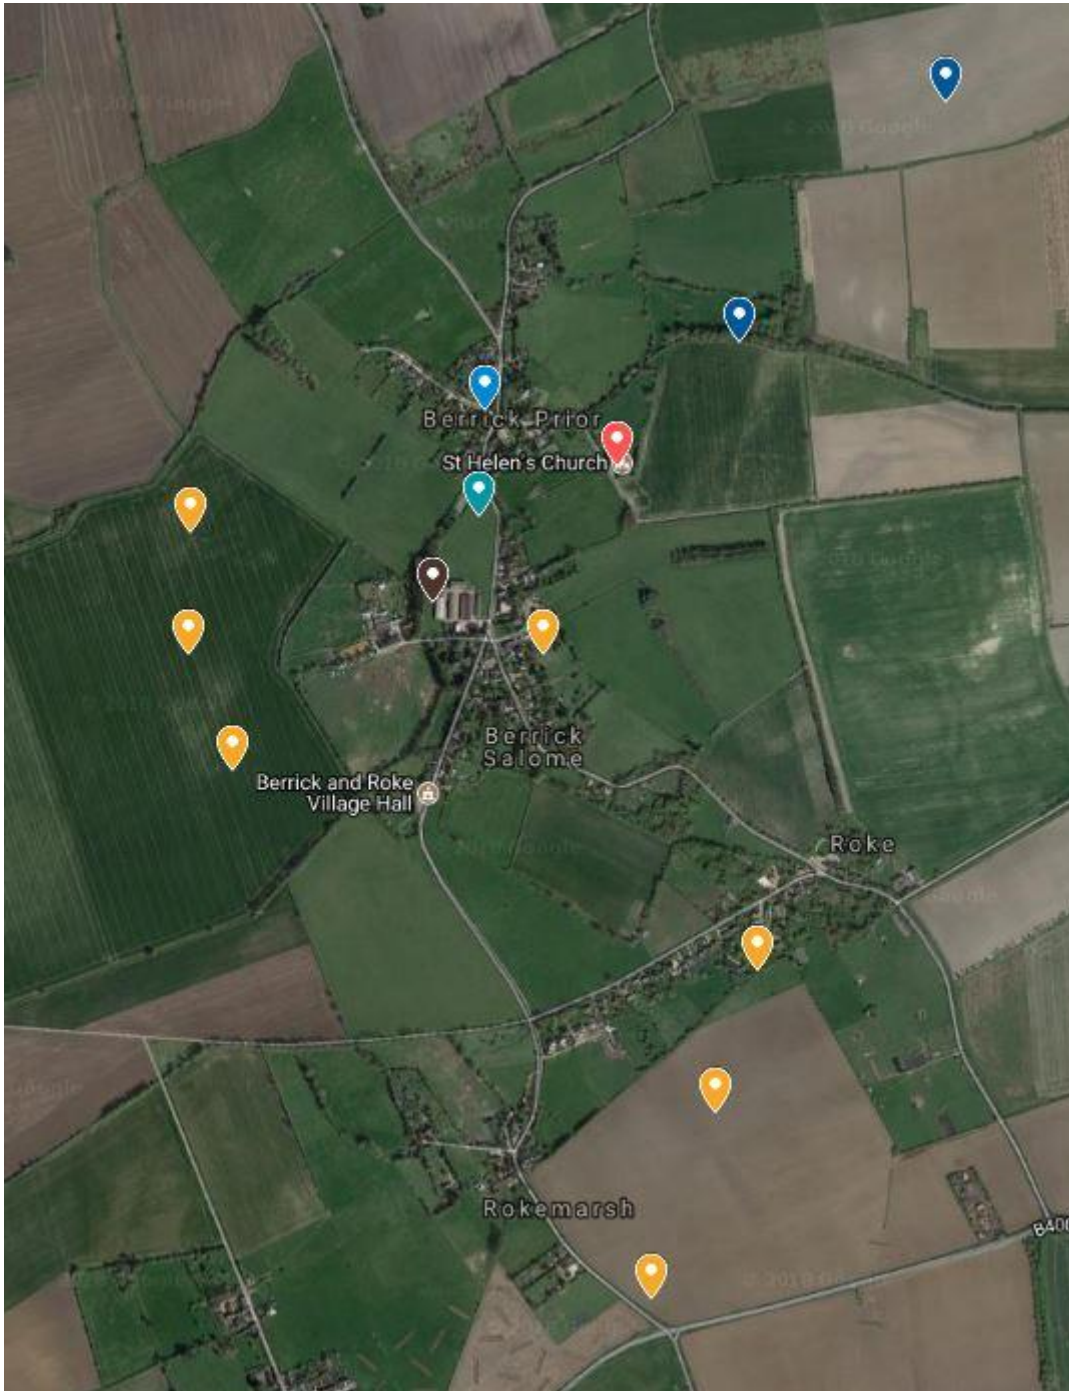 Berrick Prior
St Helen's Church
Berrick
Salome
Berrick and Roke
Village Hall
Roke
Rokemarsh
B400